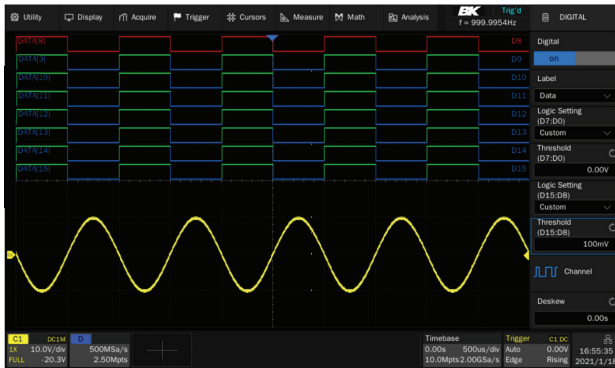 Utility Display Acquire Trigger Cursors Measure Math Analysis BK Trig'd DIGITAL
f = 999.9954Hz
DATA[8] D8
DATA[9] D9
DATA[10] D10
DATA[11] D11
DATA[12] D12
DATA[13] D13
DATA[14] D14
DATA[15] D15
Digital
on
Label
Data
Logic Setting
(D7:D0)
Custom
Threshold
(D7:D0)
0.00V
Logic Setting
(D15:D8)
Custom
Threshold
(D15:D8)
100mV
Channel
Deskew
0.00s
C1 DC1M
1X 10.0V/div
FULL -20.3V
D
500MSa/s
2.50Mpts
Timebase
0.00s 500us/div
10.0Mpts 2.00GSa/s
Trigger C1 DC
Auto 0.00V
Edge Rising
16:55:35
2021/1/18